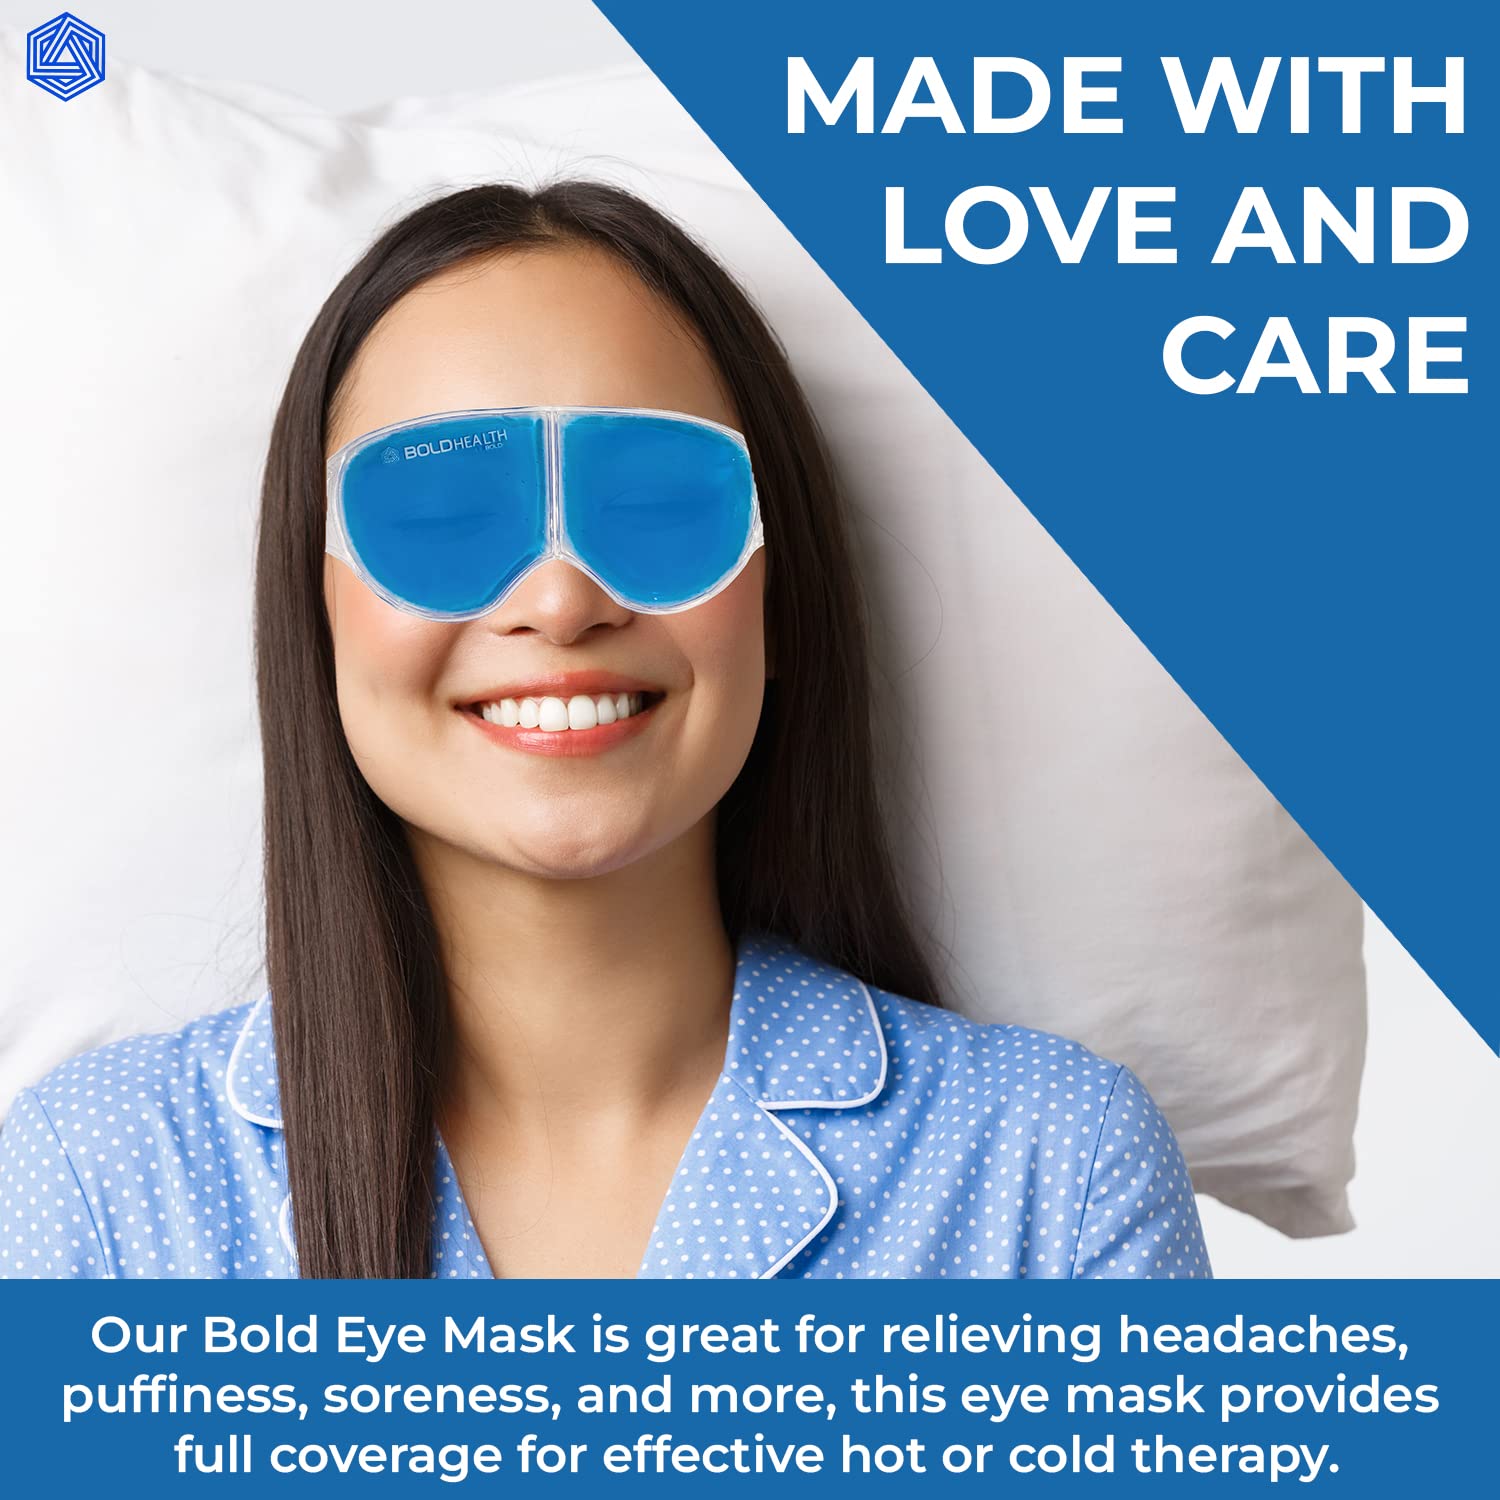 MADE WITH
LOVE AND
CARE
BOLDHEALTH
BOLD
Our Bold Eye Mask is great for relieving headaches,
puffiness, soreness, and more, this eye mask provides
full coverage for effective hot or cold therapy.